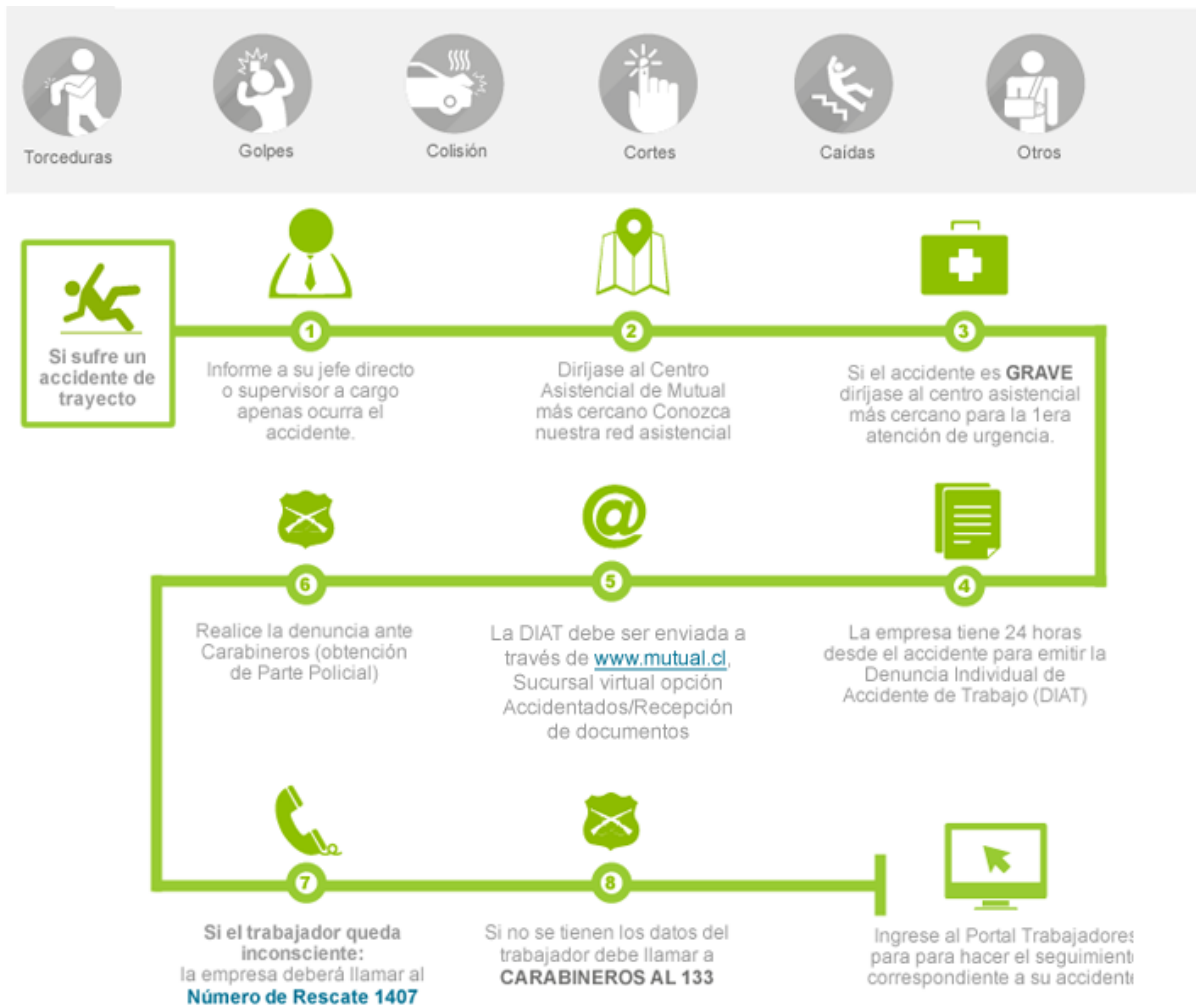 Torceduras
Golpes
Colisión
Cortes
Caídas
Otros
Si sufre un
accidente de
trayecto
1
Informe a su jefe directo
o supervisor a cargo
apenas ocurra el
accidente.
2
Diríjase al Centro
Asistencial de Mutual
más cercano Conozca
nuestra red asistencial
3
Si el accidente es GRAVE
diríjase al centro asistencial
más cercano para la 1era
atención de urgencia.
4
La empresa tiene 24 horas
desde el accidente para emitir la
Denuncia Individual de
Accidente de Trabajo (DIAT)
@
5
La DIAT debe ser enviada a
través de www.mutual.cl,
Sucursal virtual opción
Accidentados/Recepción
de documentos
6
Realice la denuncia ante
Carabineros (obtención
de Parte Policial)
7
Si el trabajador queda
inconsciente:
la empresa deberá llamar al
Número de Rescate 1407
8
Si no se tienen los datos del
trabajador debe llamar a
CARABINEROS AL 133
Ingrese al Portal Trabajadores
para para hacer el seguimiento
correspondiente a su accidente